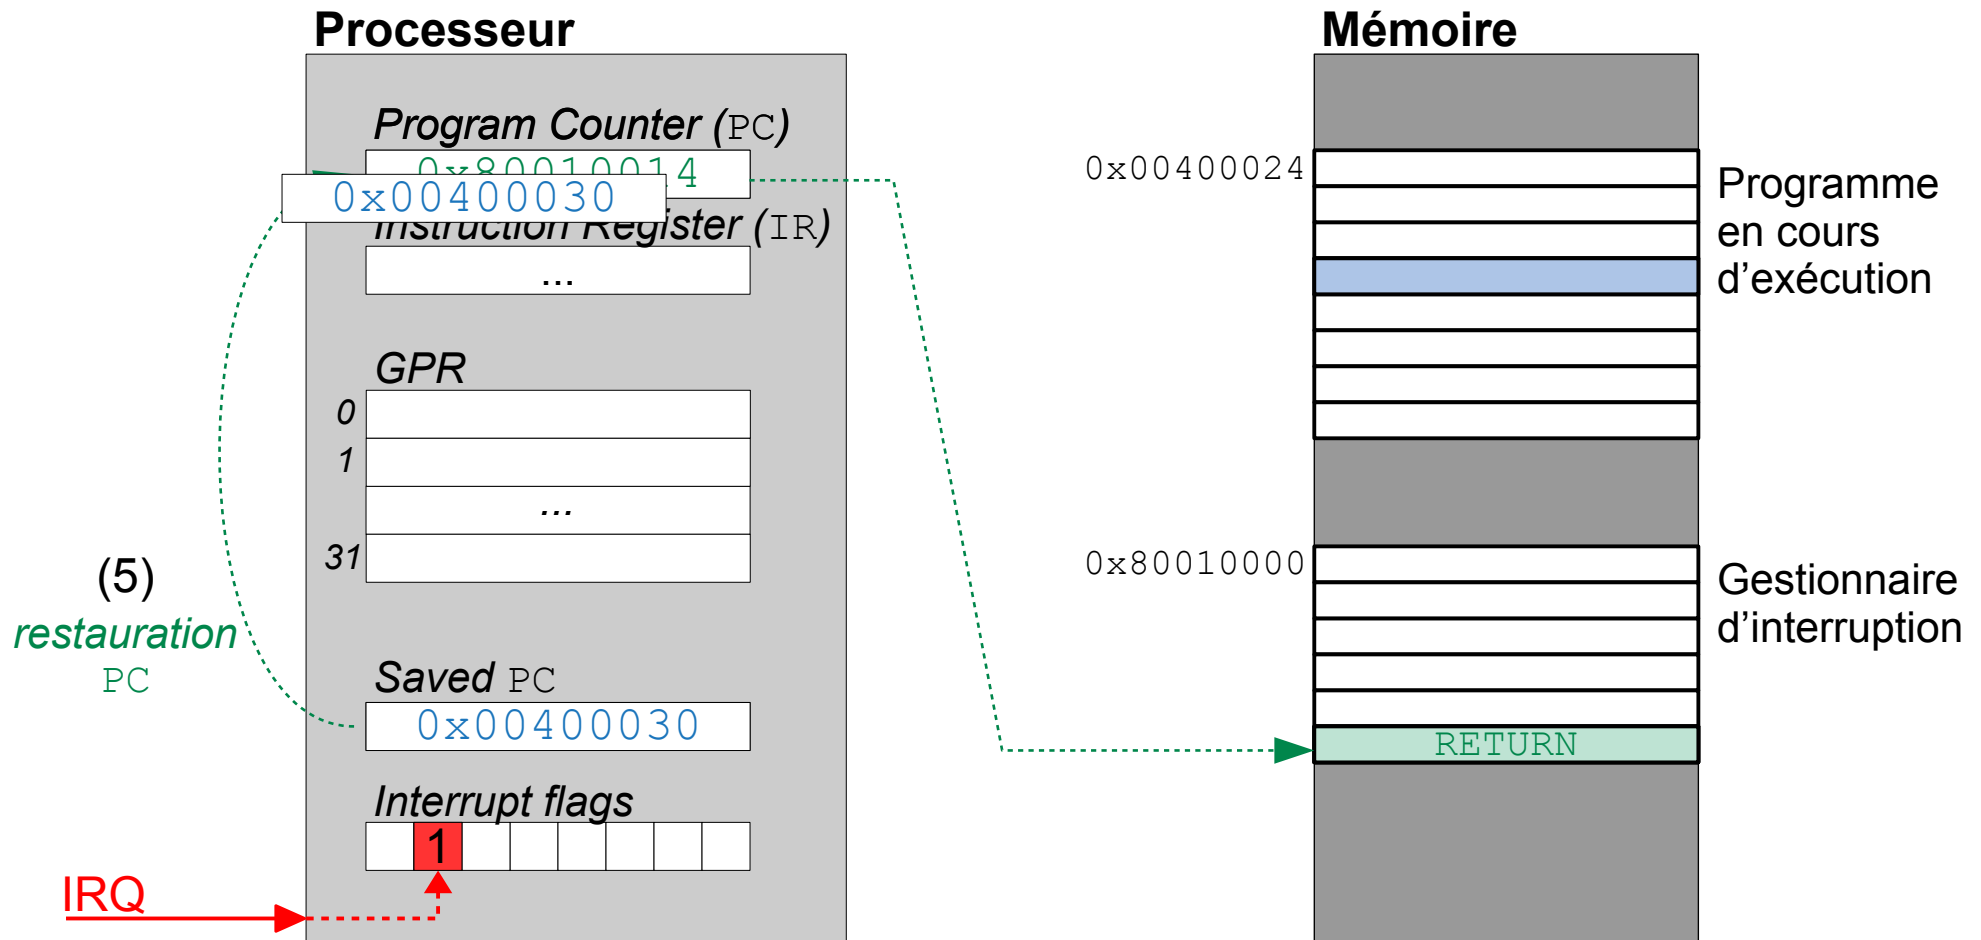 Processeur
Program Counter (PC)
0x80010014
0x00400030
Instruction Register (IR)
...
GPR
0
1
...
31
(5)
restauration
PC
Saved PC
0x00400030
Interrupt flags
1
IRQ
Mémoire
0x00400024
Programme
en cours
d’exécution
0x80010000
Gestionnaire
d’interruption
RETURN